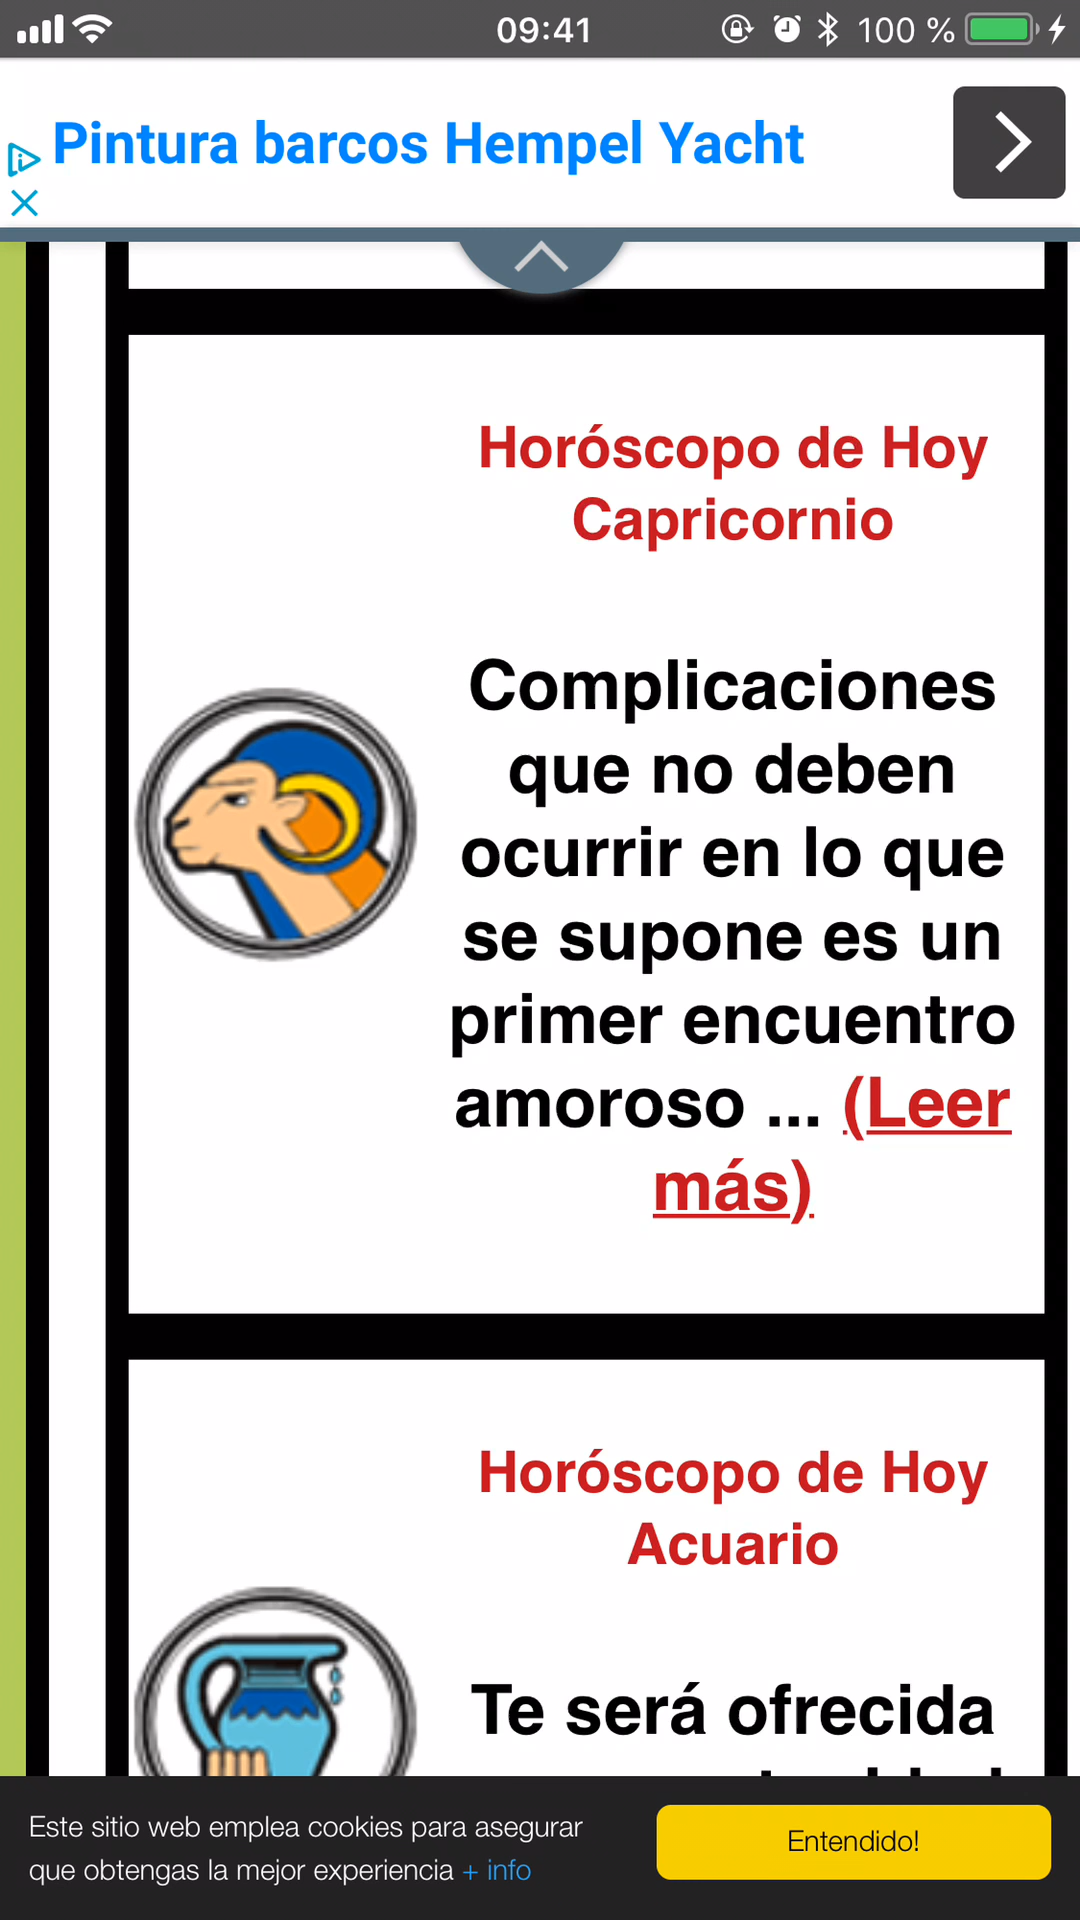 09:41
100 %
Pintura barcos Hempel Yacht
Horóscopo de Hoy
Capricornio
Complicaciones
que no deben
ocurrir en lo que
se supone es un
primer encuentro
amoroso ... (Leer
más)
Horóscopo de Hoy
Acuario
Te será ofrecida
Este sitio web emplea cookies para asegurar
que obtengas la mejor experiencia + info
Entendido!